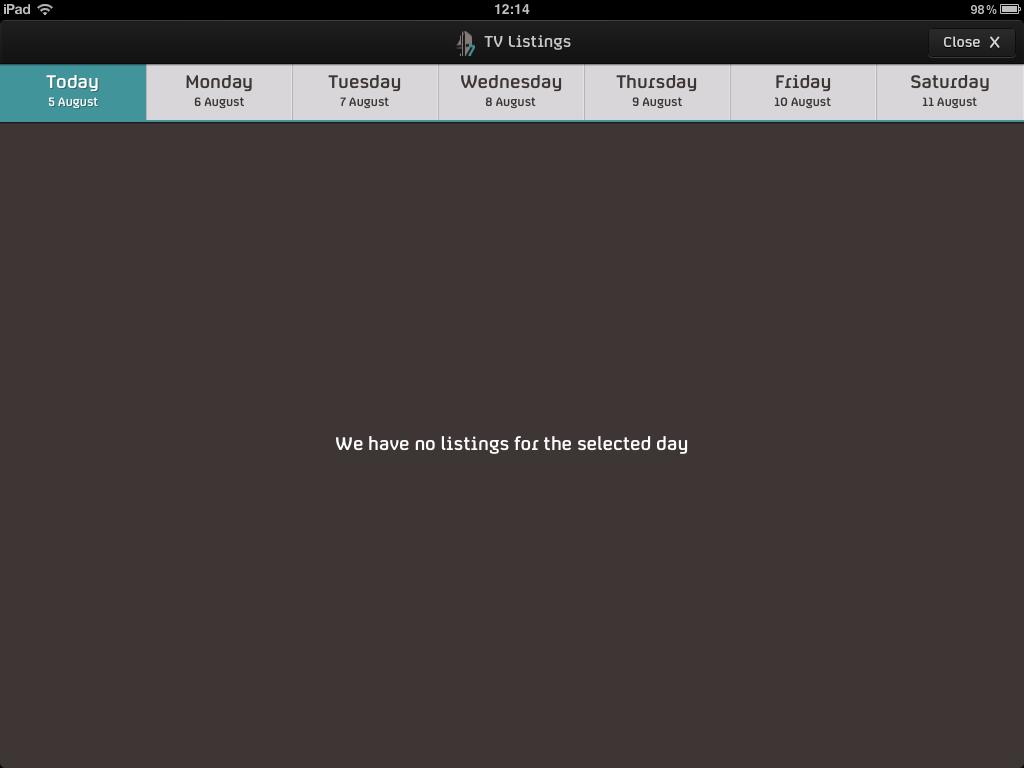 iPad 12:14 98%
TV Listings
Close X
Today Monday Tuesday Wednesday Thursday Friday Saturday
5 August 6 August 7 August 8 August 9 August 10 August 11 August
We have no listings for the selected day